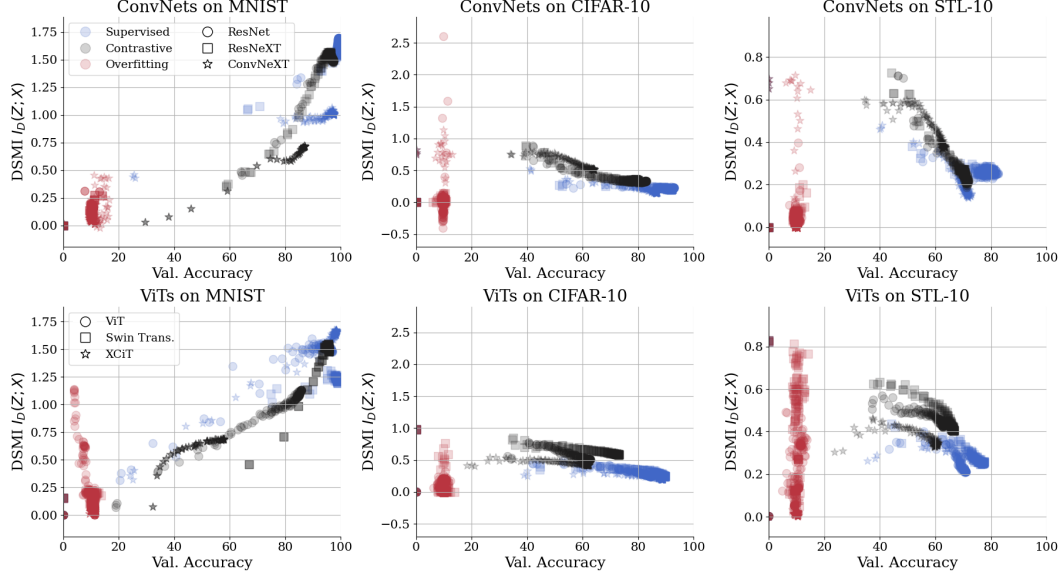 ConvNets on MNIST
DSMI I_D(Z; X)
1.75
1.50
1.25
1.00
0.75
0.50
0.25
0.00
Supervised
Contrastive
Overfitting
ResNet
ResNeXT
ConvNeXT
0 20 40 60 80 100
Val. Accuracy
ConvNets on CIFAR-10
DSMI I_D(Z; X)
2.5
2.0
1.5
1.0
0.5
0.0
−0.5
0 20 40 60 80 100
Val. Accuracy
ConvNets on STL-10
DSMI I_D(Z; X)
0.8
0.6
0.4
0.2
0.0
0 20 40 60 80 100
Val. Accuracy
ViTs on MNIST
DSMI I_D(Z; X)
1.75
1.50
1.25
1.00
0.75
0.50
0.25
0.00
ViT
Swin Trans.
XCiT
0 20 40 60 80 100
Val. Accuracy
ViTs on CIFAR-10
DSMI I_D(Z; X)
2.5
2.0
1.5
1.0
0.5
0.0
−0.5
0 20 40 60 80 100
Val. Accuracy
ViTs on STL-10
DSMI I_D(Z; X)
0.8
0.6
0.4
0.2
0.0
0 20 40 60 80 100
Val. Accuracy